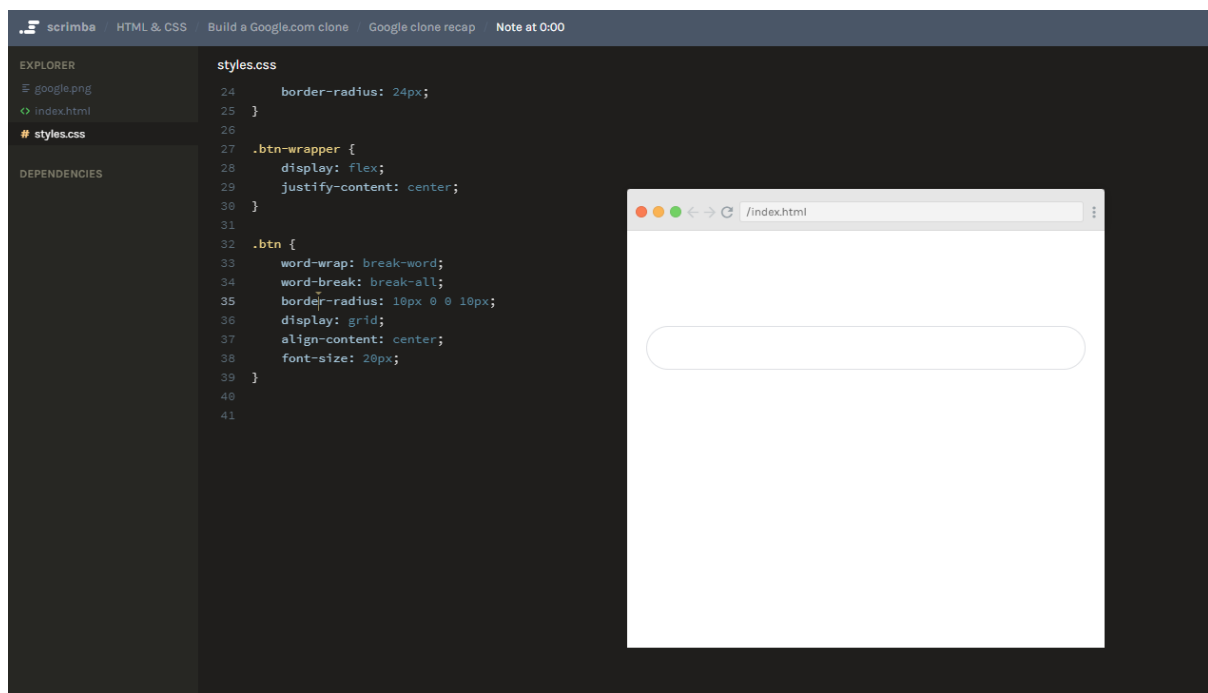 scrimba / HTML & CSS / Build a Google.com clone / Google clone recap / Note at 0:00
EXPLORER
google.png
<> index.html
# styles.css
DEPENDENCIES
styles.css
24 border-radius: 24px;
25 }
26
27 .btn-wrapper {
28 display: flex;
29 justify-content: center;
30 }
31
32 .btn {
33 word-wrap: break-word;
34 word-break: break-all;
35 border-radius: 10px 0 0 10px;
36 display: grid;
37 align-content: center;
38 font-size: 20px;
39 }
40
41
/index.html